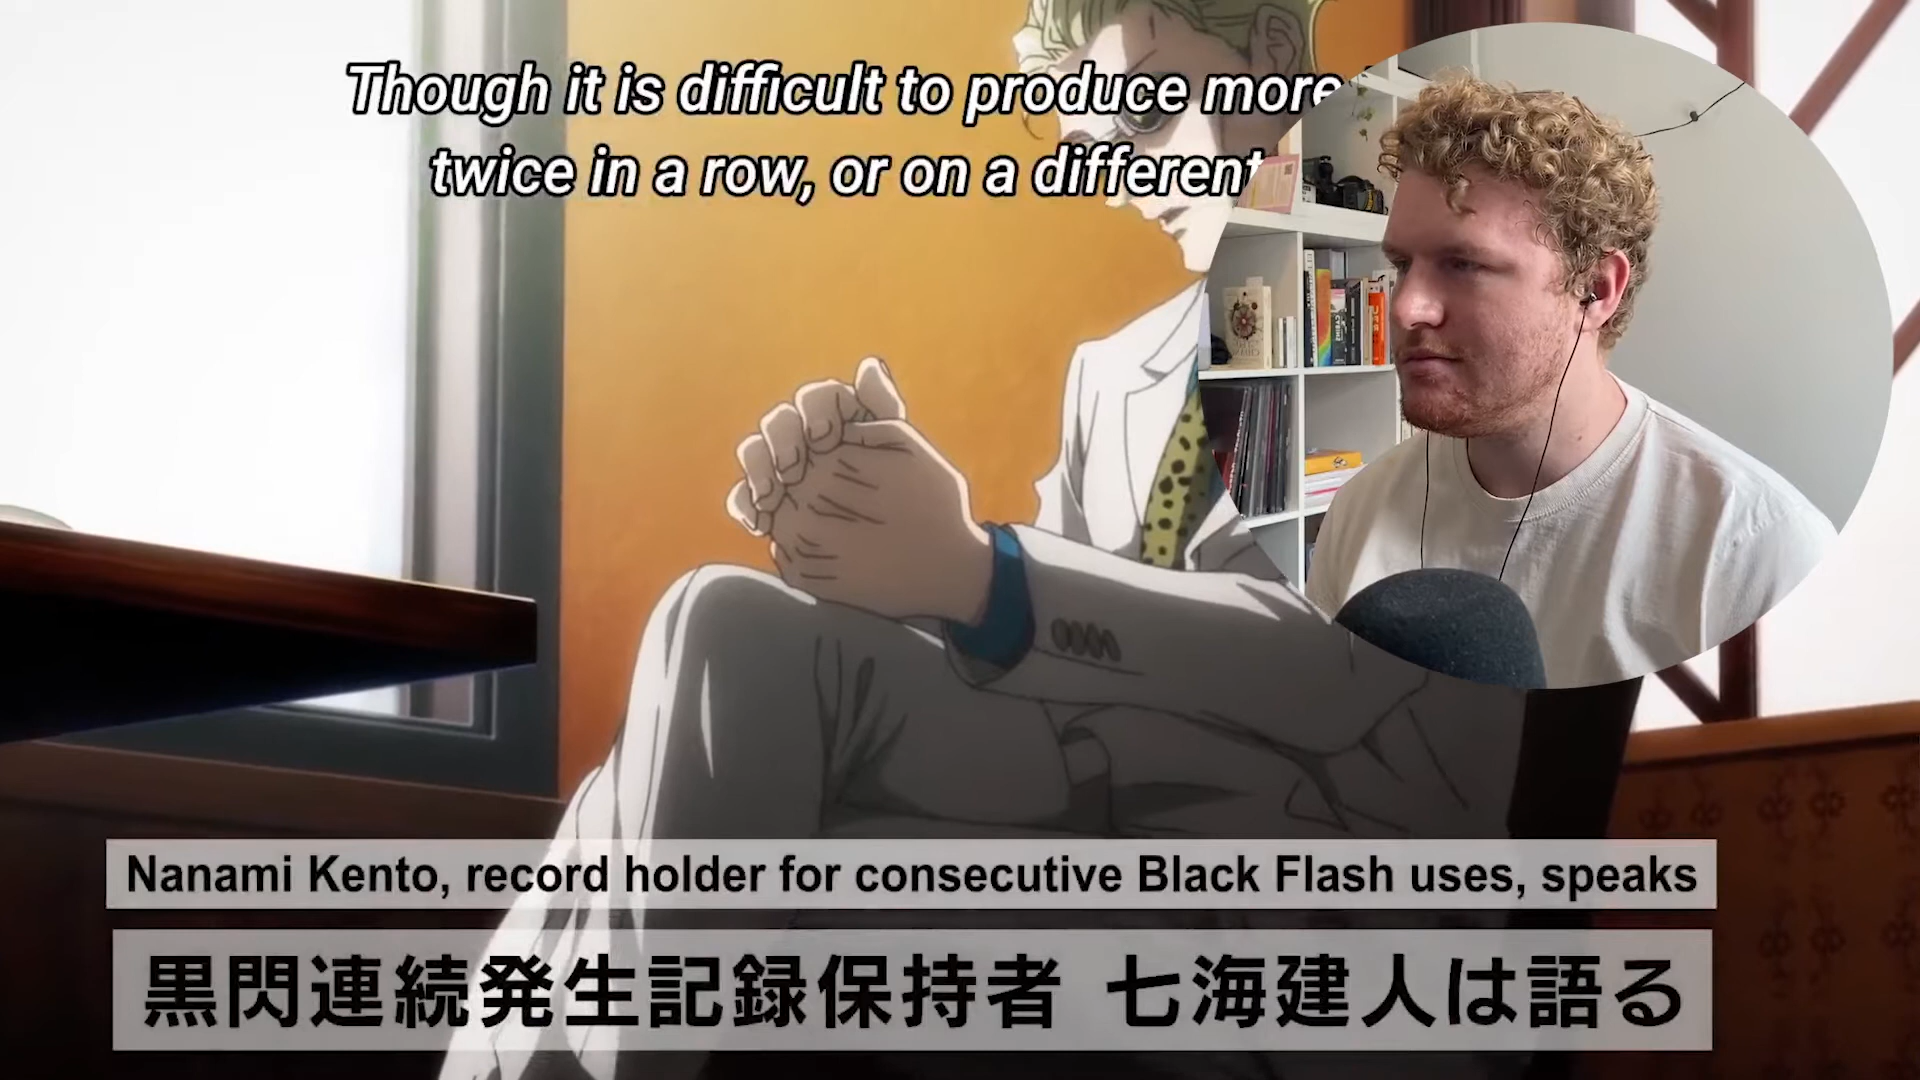 Though it is difficult to produce more
twice in a row, or on a different
Nanami Kento, record holder for consecutive Black Flash uses, speaks
黒閃連続発生記録保持者 七海建人は語る